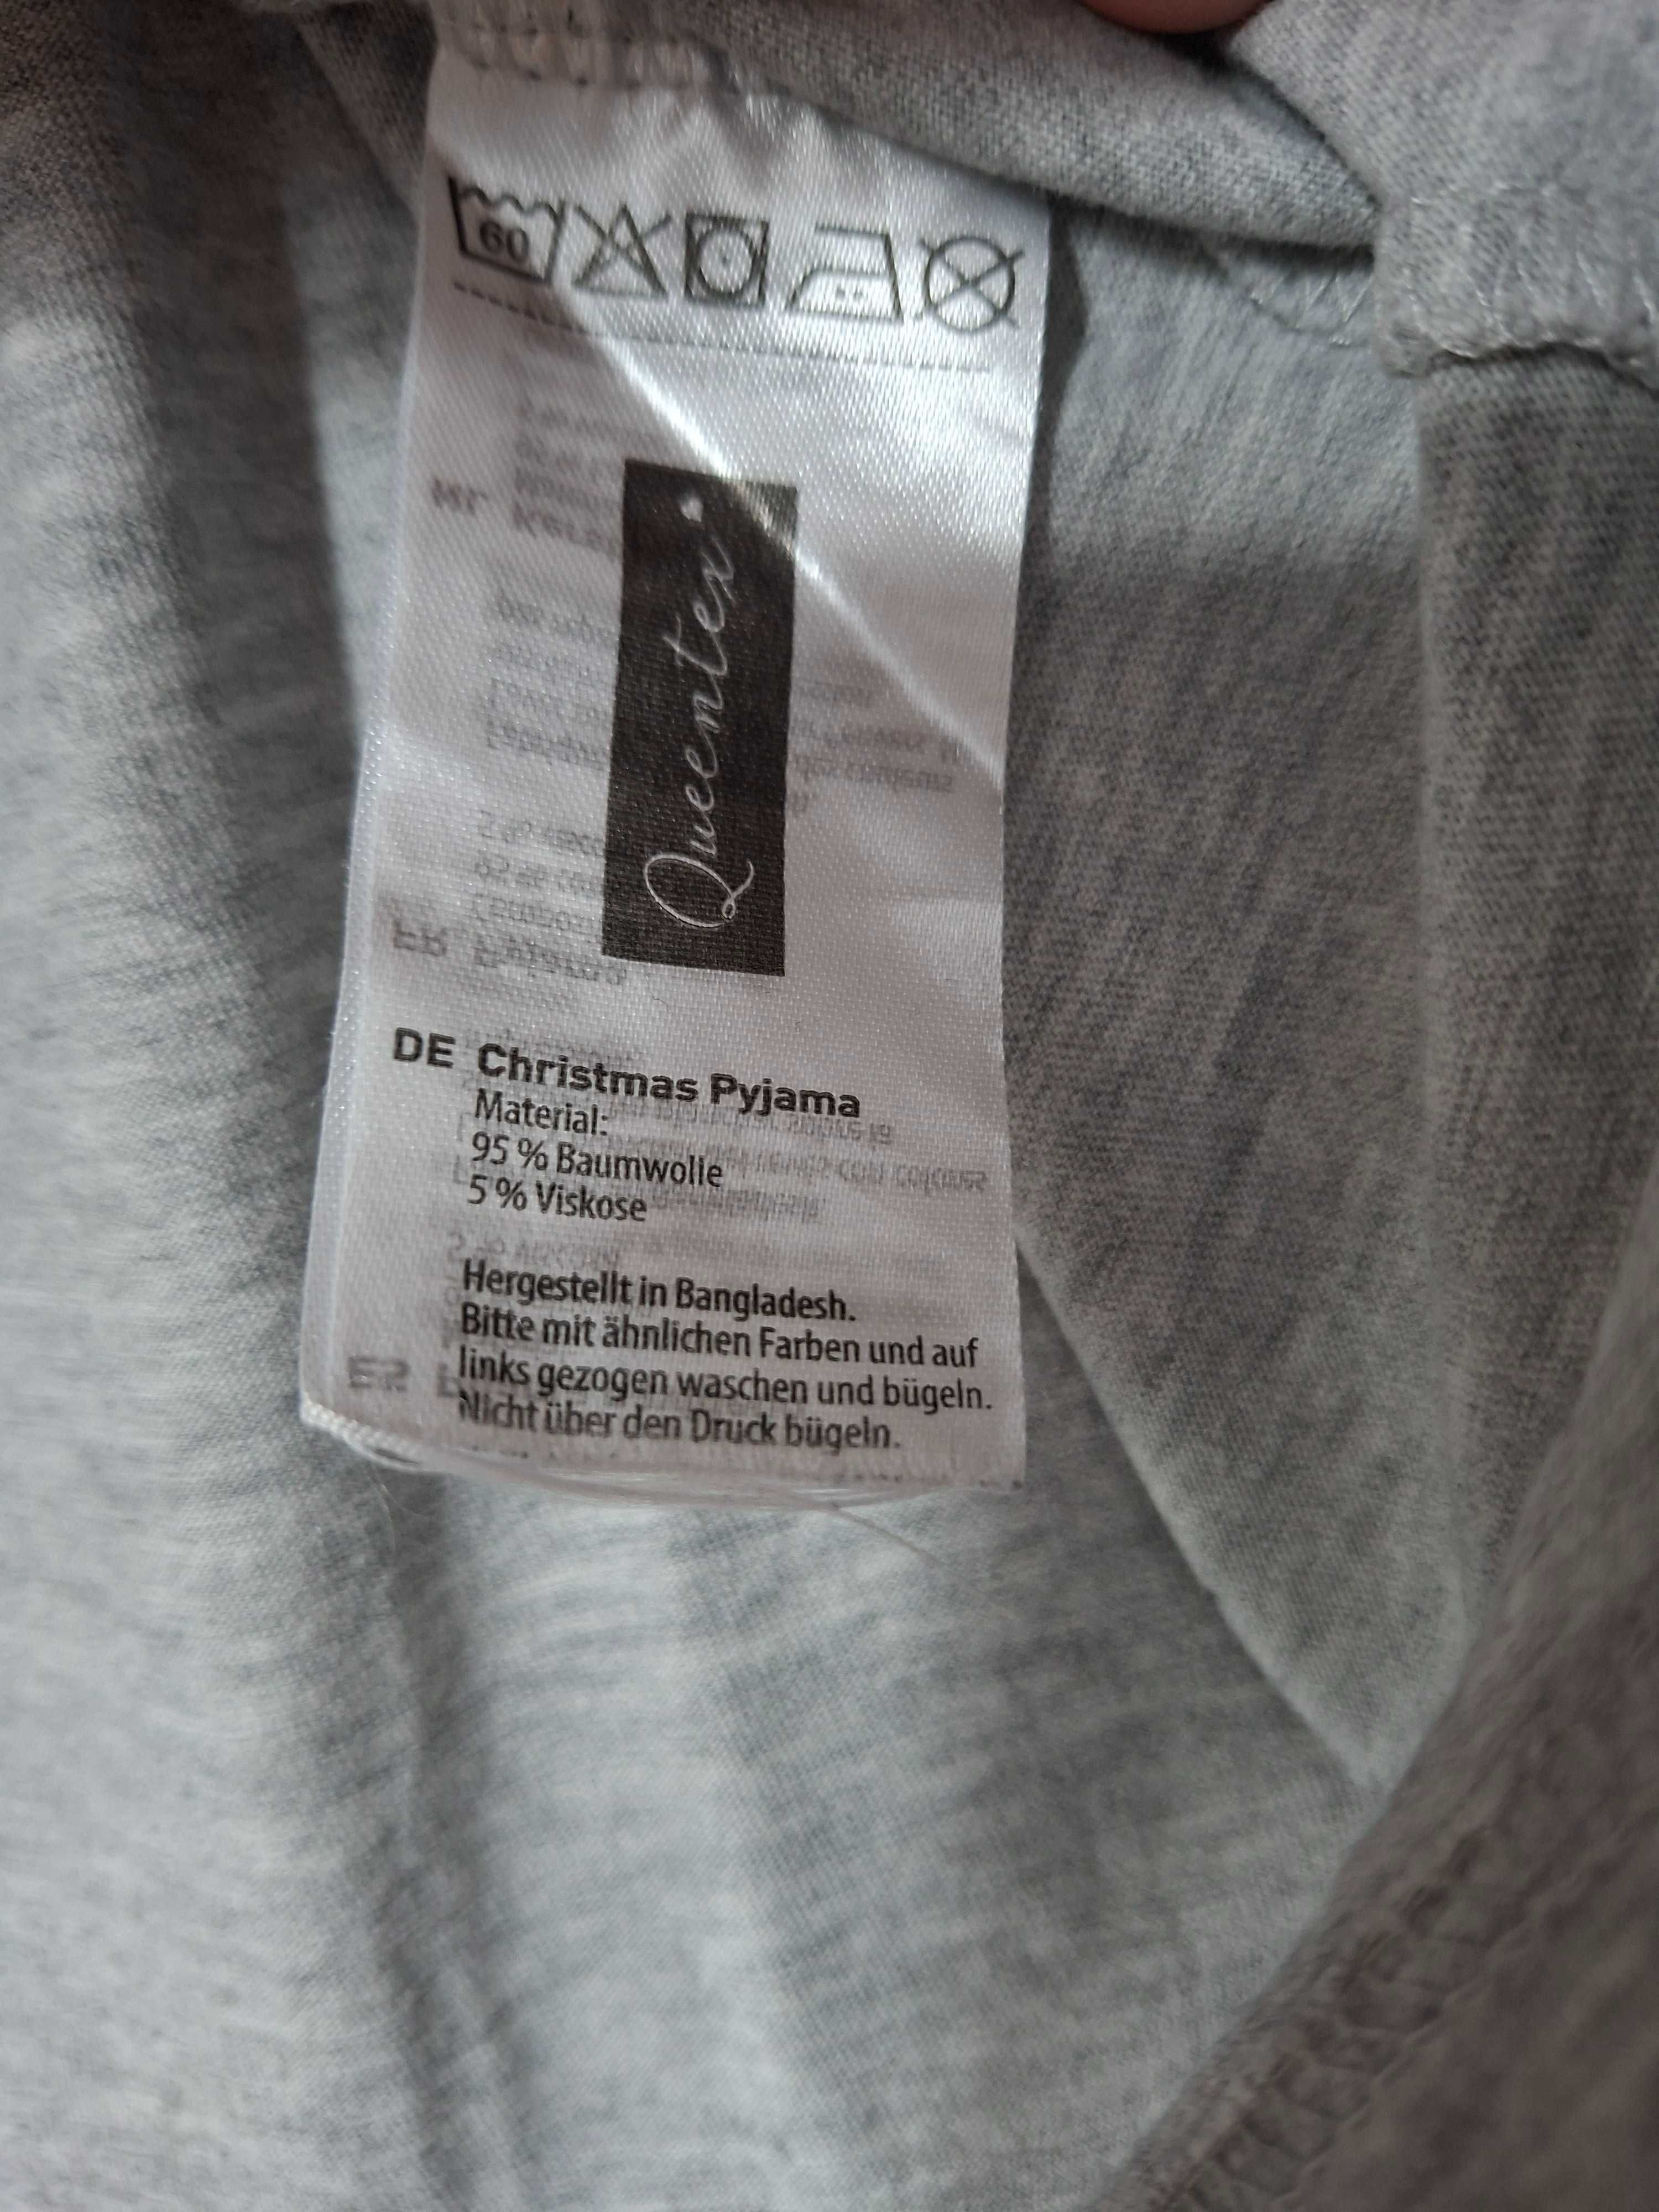 60
Queentex
DE Christmas Pyjama
Material:
95 % Baumwolle
5 % Viskose
Hergestellt in Bangladesh.
Bitte mit ähnlichen Farben und auf
links gezogen waschen und bügeln.
Nicht über den Druck bügeln.